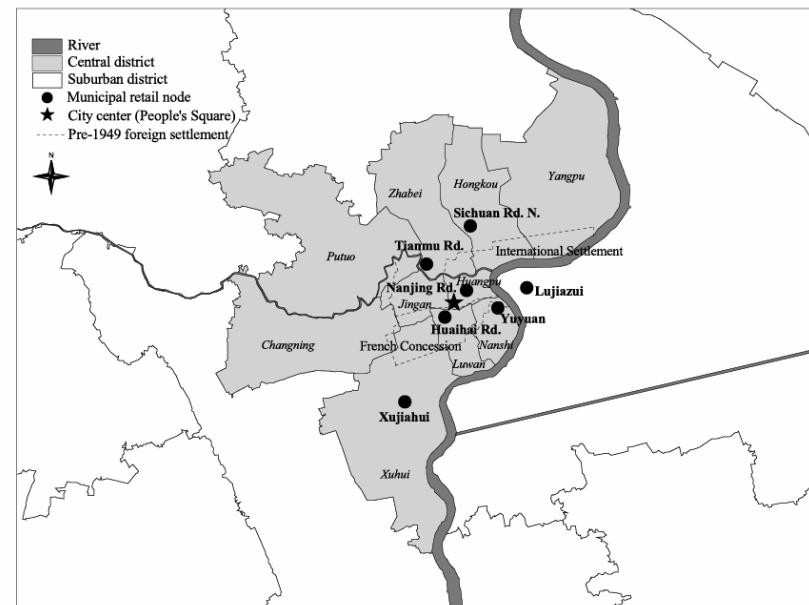 River
Central district
Suburban district
Municipal retail node
City center (People's Square)
Pre-1949 foreign settlement
N
Zhabei
Hongkou
Yangpu
Sichuan Rd. N.
Putuo
Tianmu Rd.
International Settlement
Nanjing Rd.
Huangpu
Lujiazui
Jingan
Yuyuan
Huaihai Rd.
Changning
French Concession
Nanshi
Luwan
Xujiahui
Xuhui